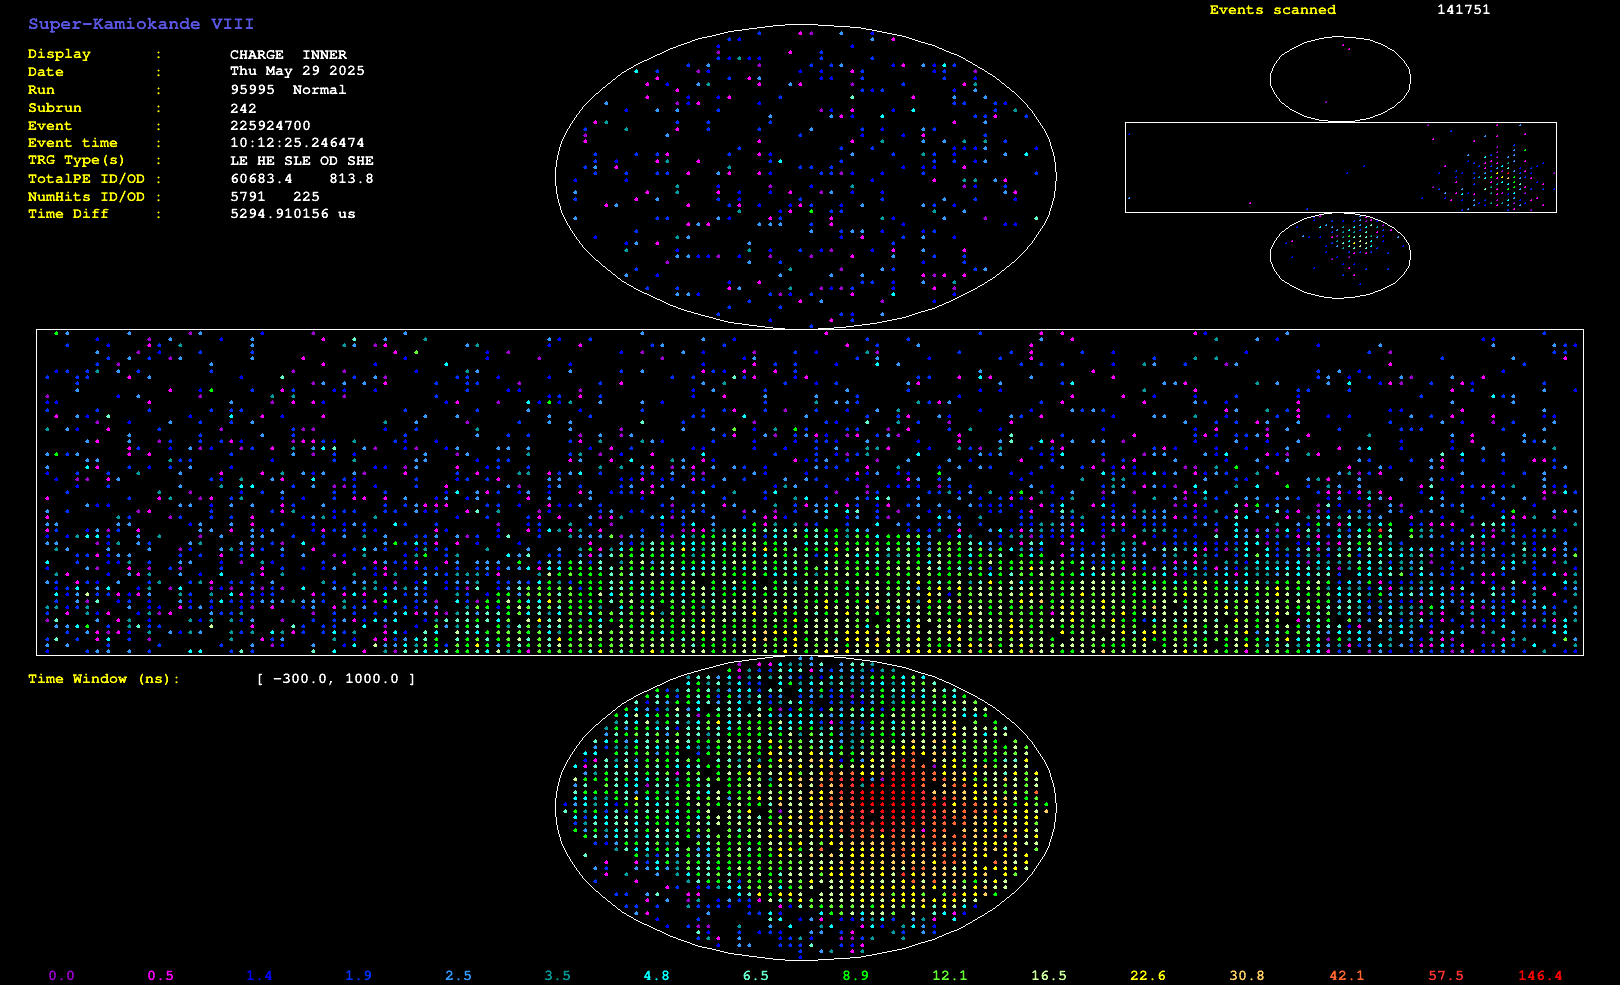 Super-Kamiokande VIII
Events scanned 141751
Display : CHARGE INNER
Date : Thu May 29 2025
Run : 95995 Normal
Subrun : 242
Event : 225924700
Event time : 10:12:25.246474
TRG Type(s) : LE HE SLE OD SHE
TotalPE ID/OD : 60683.4 813.8
NumHits ID/OD : 5791 225
Time Diff : 5294.910156 us
Time Window (ns): [ -300.0, 1000.0 ]
0.0 0.5 1.4 1.9 2.5 3.5 4.8 6.5 8.9 12.1 16.5 22.6 30.8 42.1 57.5 146.4